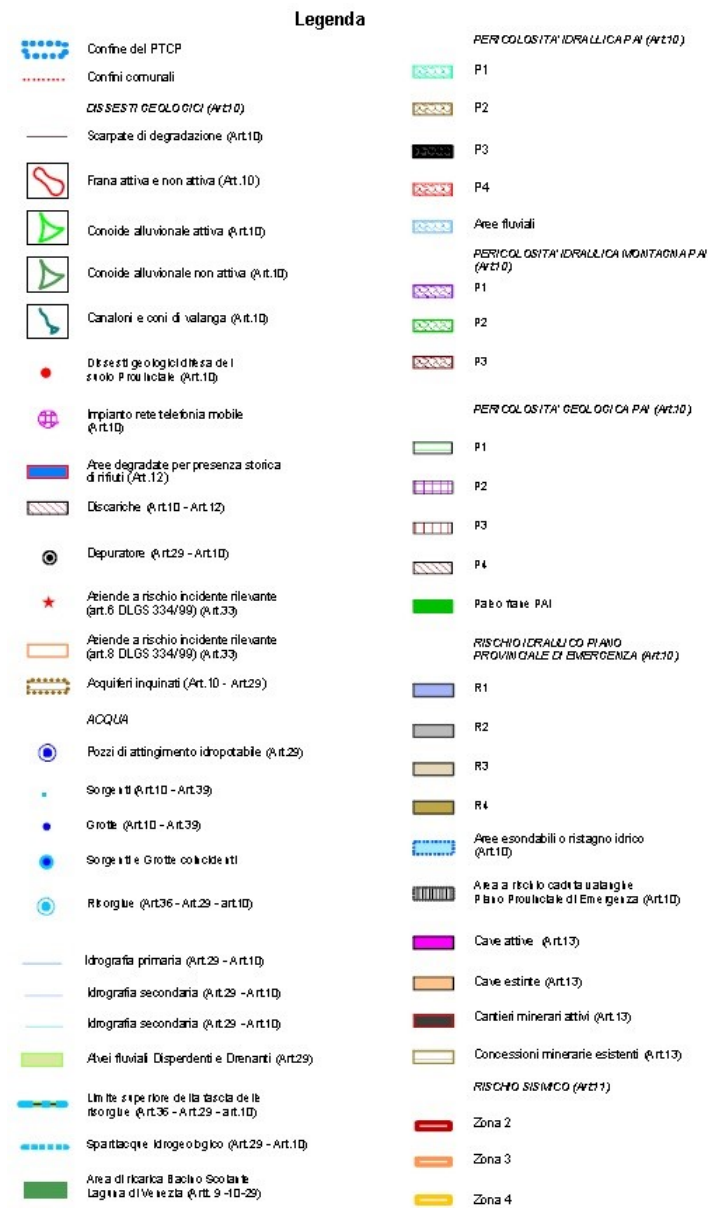 Legenda
Confine del PTCP
Confini comunali
DISSESTI GEOLOGICI (Art.10)
Scarpate di degradazione (Art.10)
Frana attiva e non attiva (Art.10)
Conoide alluvionale attiva (Art.10)
Conoide alluvionale non attiva (Art.10)
Canaloni e coni di valanga (Art.10)
Dissesti geologici difesa del
suolo Provinciale (Art.10)
Impianto rete telefonia mobile
(Art.10)
Aree degradate per presenza storica
di rifiuti (Art.12)
Discariche (Art.10 - Art.12)
Depuratore (Art.29 - Art.10)
Aziende a rischio incidente rilevante
(art.6 DLGS 334/99) (Art.33)
Aziende a rischio incidente rilevante
(art.8 DLGS 334/99) (Art.33)
Acquiferi inquinati (Art.10 - Art.29)
ACQUA
Pozzi di attingimento idropotabile (Art.29)
Sorgenti (Art.10 - Art.39)
Grotte (Art.10 - Art.39)
Sorgenti e Grotte coincidenti
Risorgive (Art.36 - Art.29 - art.10)
Idrografia primaria (Art.29 - Art.10)
Idrografia secondaria (Art.29 - Art.10)
Idrografia secondaria (Art.29 - Art.10)
Alvei fluviali Disperdenti e Drenanti (Art.29)
Limite superiore della fascia delle
risorgive (Art.36 - Art.29 - art.10)
Spartiacque Idrogeologico (Art.29 - Art.10)
Area di ricarica Bacino Scolante
Laguna di Venezia (Artt. 9 -10-29)
PERICOLOSITA' IDRALLICA PAI (Art.10)
P1
P2
P3
P4
Aree fluviali
PERICOLOSITA' IDRAULICA MONTAGNA PAI
(Art.10)
P1
P2
P3
PERICOLOSITA' GEOLOGICA PAI (Art.10)
P1
P2
P3
P4
Paleo frane PAI
RISCHIO IDRAULICO PIANO
PROVINCIALE DI EMERGENZA (Art.10)
R1
R2
R3
R4
Aree esondabili o ristagno idrico
(Art.10)
Area a rischio caduta valanghe
Piano Provinciale di Emergenza (Art.10)
Cave attive (Art.13)
Cave estinte (Art.13)
Cantieri minerari attivi (Art.13)
Concessioni minerarie esistenti (Art.13)
RISCHIO SISMICO (Art.11)
Zona 2
Zona 3
Zona 4